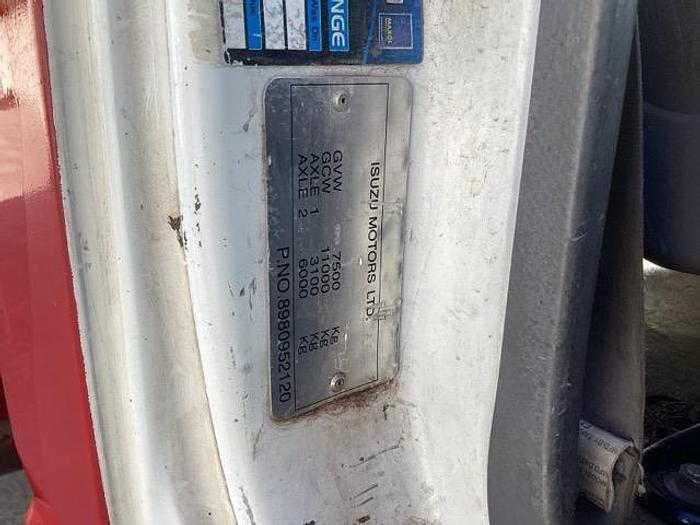 ISUZU MOTORS LTD.
GVW 7500 KG
GCW 11000 KG
AXLE 1 3100 KG
AXLE 2 6000 KG
P.NO.8980952120
MAXOL